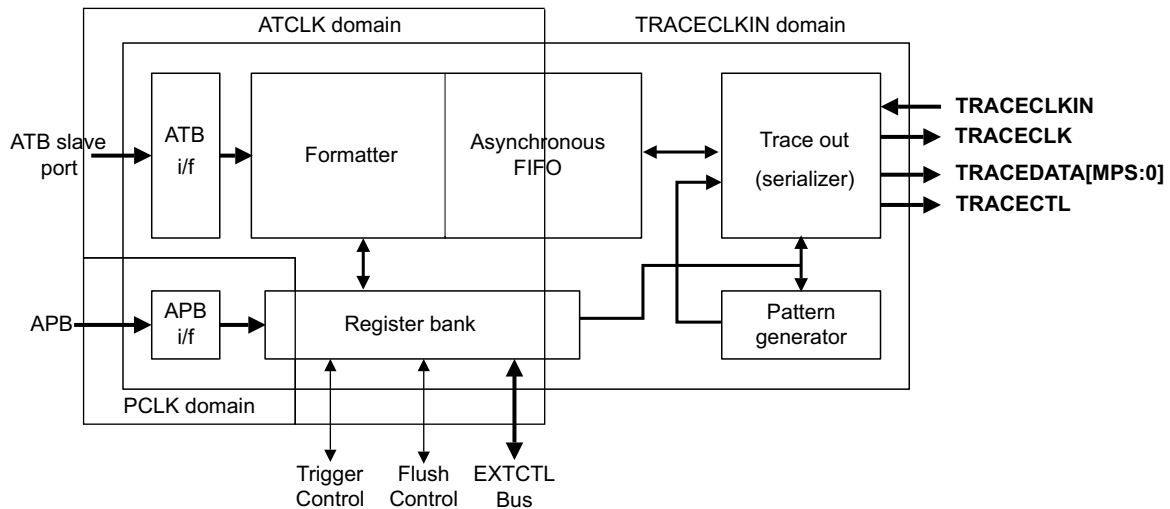 ATCLK domain
TRACECLKIN domain
ATB slave
port
ATB
i/f
Formatter
Asynchronous
FIFO
Trace out
(serializer)
TRACECLKIN
TRACECLK
TRACEDATA[MPS:0]
TRACECTL
APB
APB
i/f
Register bank
Pattern
generator
PCLK domain
Trigger
Control
Flush
Control
EXTCTL
Bus